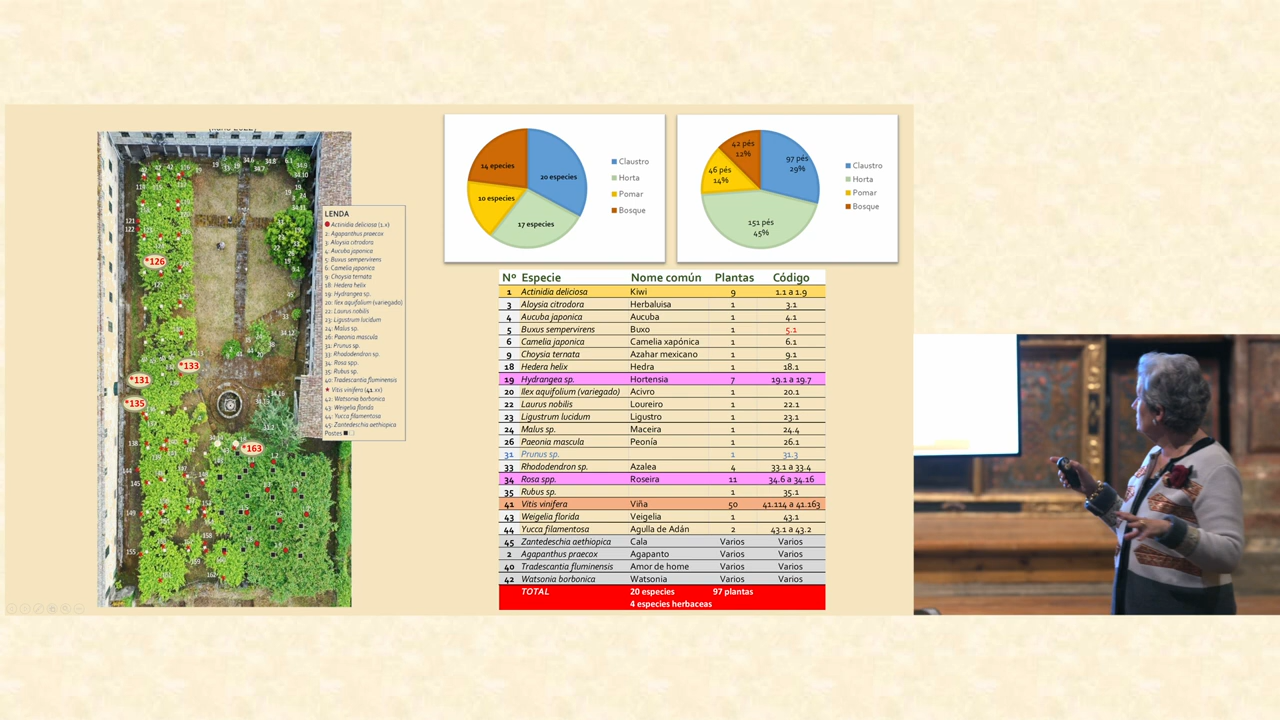 LENDA
Actinidia deliciosa (1.x)
2: Agapanthus praecox
3: Aloysia citrodora
4: Aucuba japonica
5: Buxus sempervirens
6: Camelia japonica
9: Choysia ternata
18: Hedera helix
19: Hydrangea sp.
20: Ilex aquifolium (variegado)
22: Laurus nobilis
23: Ligustrum lucidum
24: Malus sp.
26: Paeonia mascula
31: Prunus sp.
33: Rhododendron sp.
34: Rosa spp.
35: Rubus sp.
40: Tradescantia fluminensis
Vitis vinifera (41.xx)
42: Watsonia borbonica
43: Weigelia florida
44: Yucca filamentosa
45: Zantedeschia aethiopica
Postes
*126
*133
*131
*135
*163
14 especies
20 especies
10 especies
17 especies
Claustro
Horta
Pomar
Bosque
42 pés
12%
97 pés
29%
46 pés
14%
151 pés
45%
Claustro
Horta
Pomar
Bosque
Nº Especie Nome común Plantas Código
1 Actinidia deliciosa Kiwi 9 1.1 a 1.9
3 Aloysia citrodora Herbaluisa 1 3.1
4 Aucuba japonica Aucuba 1 4.1
5 Buxus sempervirens Buxo 1 5.1
6 Camelia japonica Camelia xapónica 1 6.1
9 Choysia ternata Azahar mexicano 1 9.1
18 Hedera helix Hedra 1 18.1
19 Hydrangea sp. Hortensia 7 19.1 a 19.7
20 Ilex aquifolium (variegado) Acivro 1 20.1
22 Laurus nobilis Loureiro 1 22.1
23 Ligustrum lucidum Ligustro 1 23.1
24 Malus sp. Maceira 1 24.4
26 Paeonia mascula Peonía 1 26.1
31 Prunus sp. 1 31.3
33 Rhododendron sp. Azalea 4 33.1 a 33.4
34 Rosa spp. Roseira 11 34.6 a 34.16
35 Rubus sp. 1 35.1
41 Vitis vinifera Viña 50 41.114 a 41.163
43 Weigelia florida Veigelia 1 43.1
44 Yucca filamentosa Agulla de Adán 2 43.1 a 43.2
45 Zantedeschia aethiopica Cala Varios Varios
2 Agapanthus praecox Agapanto Varios Varios
40 Tradescantia fluminensis Amor de home Varios Varios
42 Watsonia borbonica Watsonia Varios Varios
TOTAL 20 especies 97 plantas
4 especies herbaceas